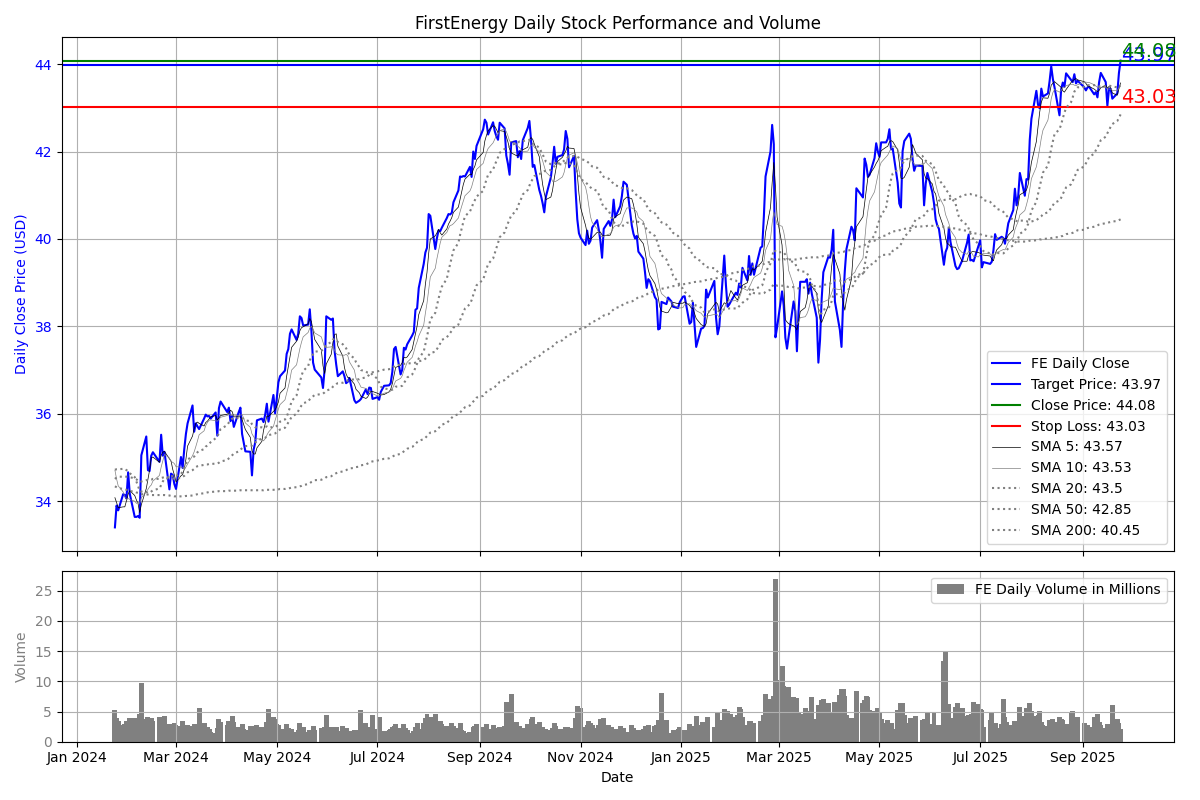 FirstEnergy Daily Stock Performance and Volume
44.08
43.97
43.03
44
42
40
38
36
34
Daily Close Price (USD)
FE Daily Close
Target Price: 43.97
Close Price: 44.08
Stop Loss: 43.03
SMA 5: 43.57
SMA 10: 43.53
SMA 20: 43.5
SMA 50: 42.85
SMA 200: 40.45
25
20
15
10
5
0
Volume
FE Daily Volume in Millions
Jan 2024 Mar 2024 May 2024 Jul 2024 Sep 2024 Nov 2024 Jan 2025 Mar 2025 May 2025 Jul 2025 Sep 2025
Date